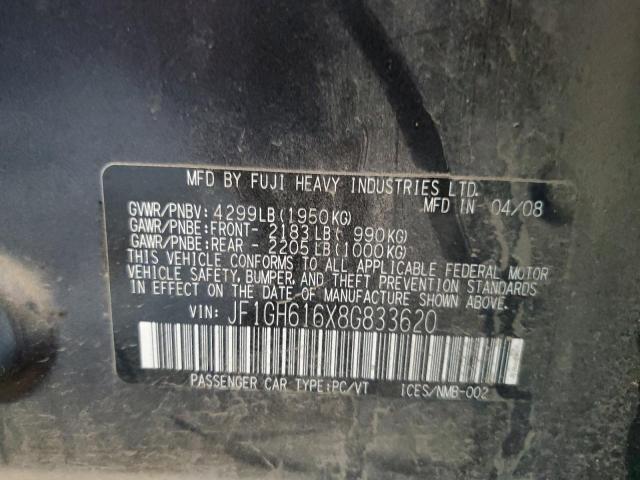 MFD BY FUJI HEAVY INDUSTRIES LTD.
MFD IN 04/08
GVWR/PNBV: 4299LB(1950KG)
GAWR/PNBE:FRONT- 2183LB( 990KG)
GAWR/PNBE:REAR - 2205LB(1000KG)
THIS VEHICLE CONFORMS TO ALL APPLICABLE FEDERAL MOTOR
VEHICLE SAFETY, BUMPER, AND THEFT PREVENTION STANDARDS
IN EFFECT ON THE DATE OF MANUFACTURE SHOWN ABOVE.
VIN: JF1GH616X8G833620
PASSENGER CAR TYPE:PC/VT ICES/NMB-002